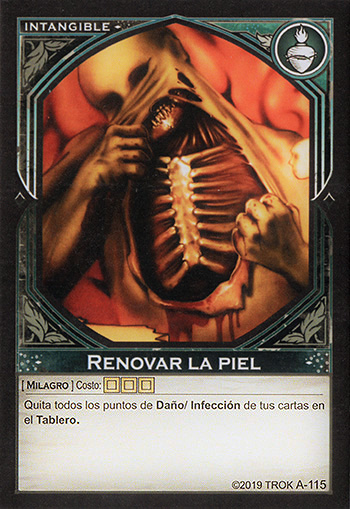 INTANGIBLE
RENOVAR LA PIEL
[ MILAGRO ] Costo:
Quita todos los puntos de Daño/ Infección de tus cartas en
el Tablero.
©2019 TROK A-115